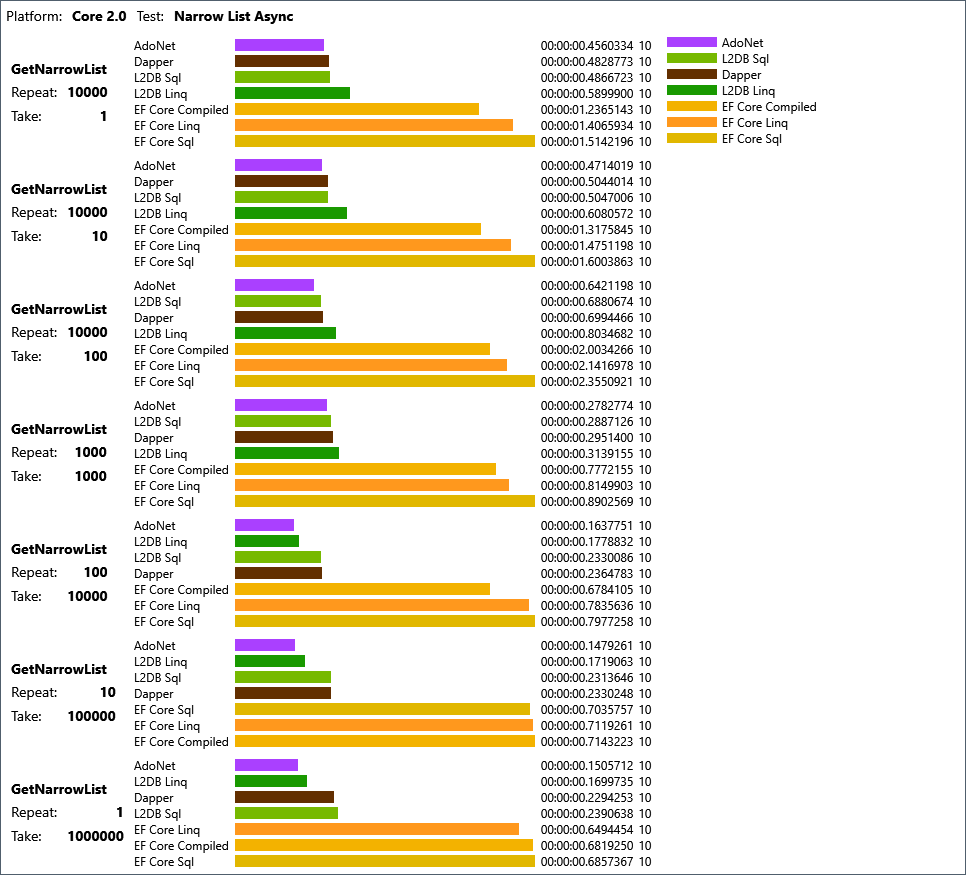 Platform: Core 2.0 Test: Narrow List Async
AdoNet 00:00:00.4560334 10
Dapper 00:00:00.4828773 10
L2DB Sql 00:00:00.4866723 10
L2DB Linq 00:00:00.5899900 10
EF Core Compiled 00:00:01.2365143 10
EF Core Linq 00:00:01.4065934 10
EF Core Sql 00:00:01.5142196 10
GetNarrowList
Repeat: 10000
Take: 1
AdoNet
L2DB Sql
Dapper
L2DB Linq
EF Core Compiled
EF Core Linq
EF Core Sql
AdoNet 00:00:00.4714019 10
Dapper 00:00:00.5044014 10
L2DB Sql 00:00:00.5047006 10
L2DB Linq 00:00:00.6080572 10
EF Core Compiled 00:00:01.3175845 10
EF Core Linq 00:00:01.4751198 10
EF Core Sql 00:00:01.6003863 10
GetNarrowList
Repeat: 10000
Take: 10
AdoNet 00:00:00.6421198 10
L2DB Sql 00:00:00.6880674 10
Dapper 00:00:00.6994466 10
L2DB Linq 00:00:00.8034682 10
EF Core Compiled 00:00:02.0034266 10
EF Core Linq 00:00:02.1416978 10
EF Core Sql 00:00:02.3550921 10
GetNarrowList
Repeat: 10000
Take: 100
AdoNet 00:00:00.2782774 10
L2DB Sql 00:00:00.2887126 10
Dapper 00:00:00.2951400 10
L2DB Linq 00:00:00.3139155 10
EF Core Compiled 00:00:00.7772155 10
EF Core Linq 00:00:00.8149903 10
EF Core Sql 00:00:00.8902569 10
GetNarrowList
Repeat: 1000
Take: 1000
AdoNet 00:00:00.1637751 10
L2DB Linq 00:00:00.1778832 10
L2DB Sql 00:00:00.2330086 10
Dapper 00:00:00.2364783 10
EF Core Compiled 00:00:00.6784105 10
EF Core Linq 00:00:00.7835636 10
EF Core Sql 00:00:00.7977258 10
GetNarrowList
Repeat: 100
Take: 10000
AdoNet 00:00:00.1479261 10
L2DB Linq 00:00:00.1719063 10
L2DB Sql 00:00:00.2313646 10
Dapper 00:00:00.2330248 10
EF Core Sql 00:00:00.7035757 10
EF Core Linq 00:00:00.7119261 10
EF Core Compiled 00:00:00.7143223 10
GetNarrowList
Repeat: 10
Take: 100000
AdoNet 00:00:00.1505712 10
L2DB Linq 00:00:00.1699735 10
Dapper 00:00:00.2294253 10
L2DB Sql 00:00:00.2390638 10
EF Core Linq 00:00:00.6494454 10
EF Core Compiled 00:00:00.6819250 10
EF Core Sql 00:00:00.6857367 10
GetNarrowList
Repeat: 1
Take: 1000000